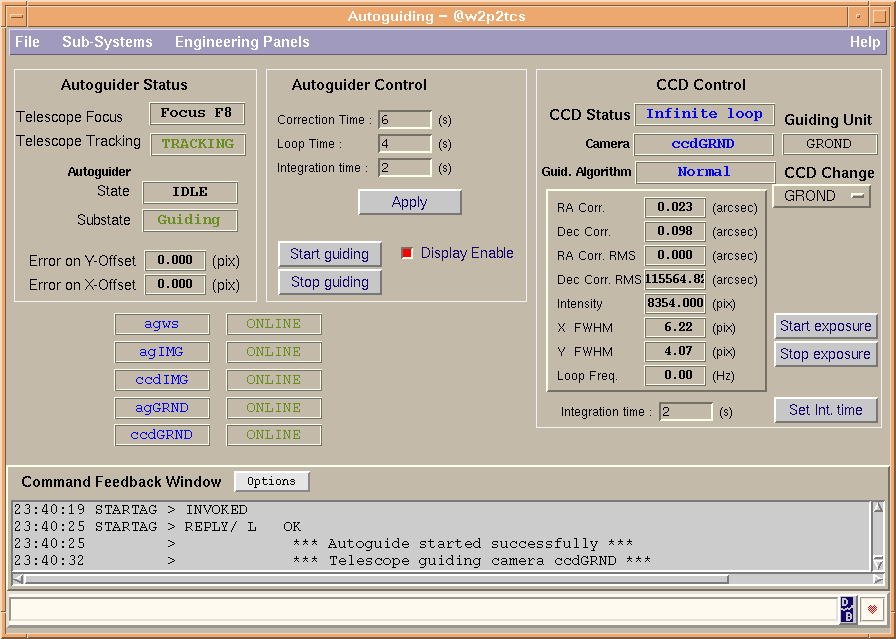 Autoguiding - @w2p2tcs
File Sub-Systems Engineering Panels Help
Autoguider Status
Telescope Focus Focus F8
Telescope Tracking TRACKING
Autoguider
State IDLE
Substate Guiding
Error on Y-Offset 0.000 (pix)
Error on X-Offset 0.000 (pix)
Autoguider Control
Correction Time : 6 (s)
Loop Time : 4 (s)
Integration time : 2 (s)
Apply
Start guiding Display Enable
Stop guiding
CCD Control
CCD Status Infinite loop
Camera ccdGRND
Guid. Algorithm Normal
Guiding Unit
GROND
CCD Change
GROND
RA Corr. 0.023 (arcsec)
Dec Corr. 0.098 (arcsec)
RA Corr. RMS 0.000 (arcsec)
Dec Corr. RMS 115564.82 (arcsec)
Intensity 8354.000 (pix)
X FWHM 6.22 (pix)
Y FWHM 4.07 (pix)
Loop Freq. 0.00 (Hz)
Start exposure
Stop exposure
Integration time : 2 (s) Set Int. time
agws ONLINE
agIMG ONLINE
ccdIMG ONLINE
agGRND ONLINE
ccdGRND ONLINE
Command Feedback Window Options
23:40:19 STARTAG > INVOKED
23:40:25 STARTAG > REPLY/ L OK
23:40:25 > *** Autoguide started successfully ***
23:40:32 > *** Telescope guiding camera ccdGRND ***
D
B